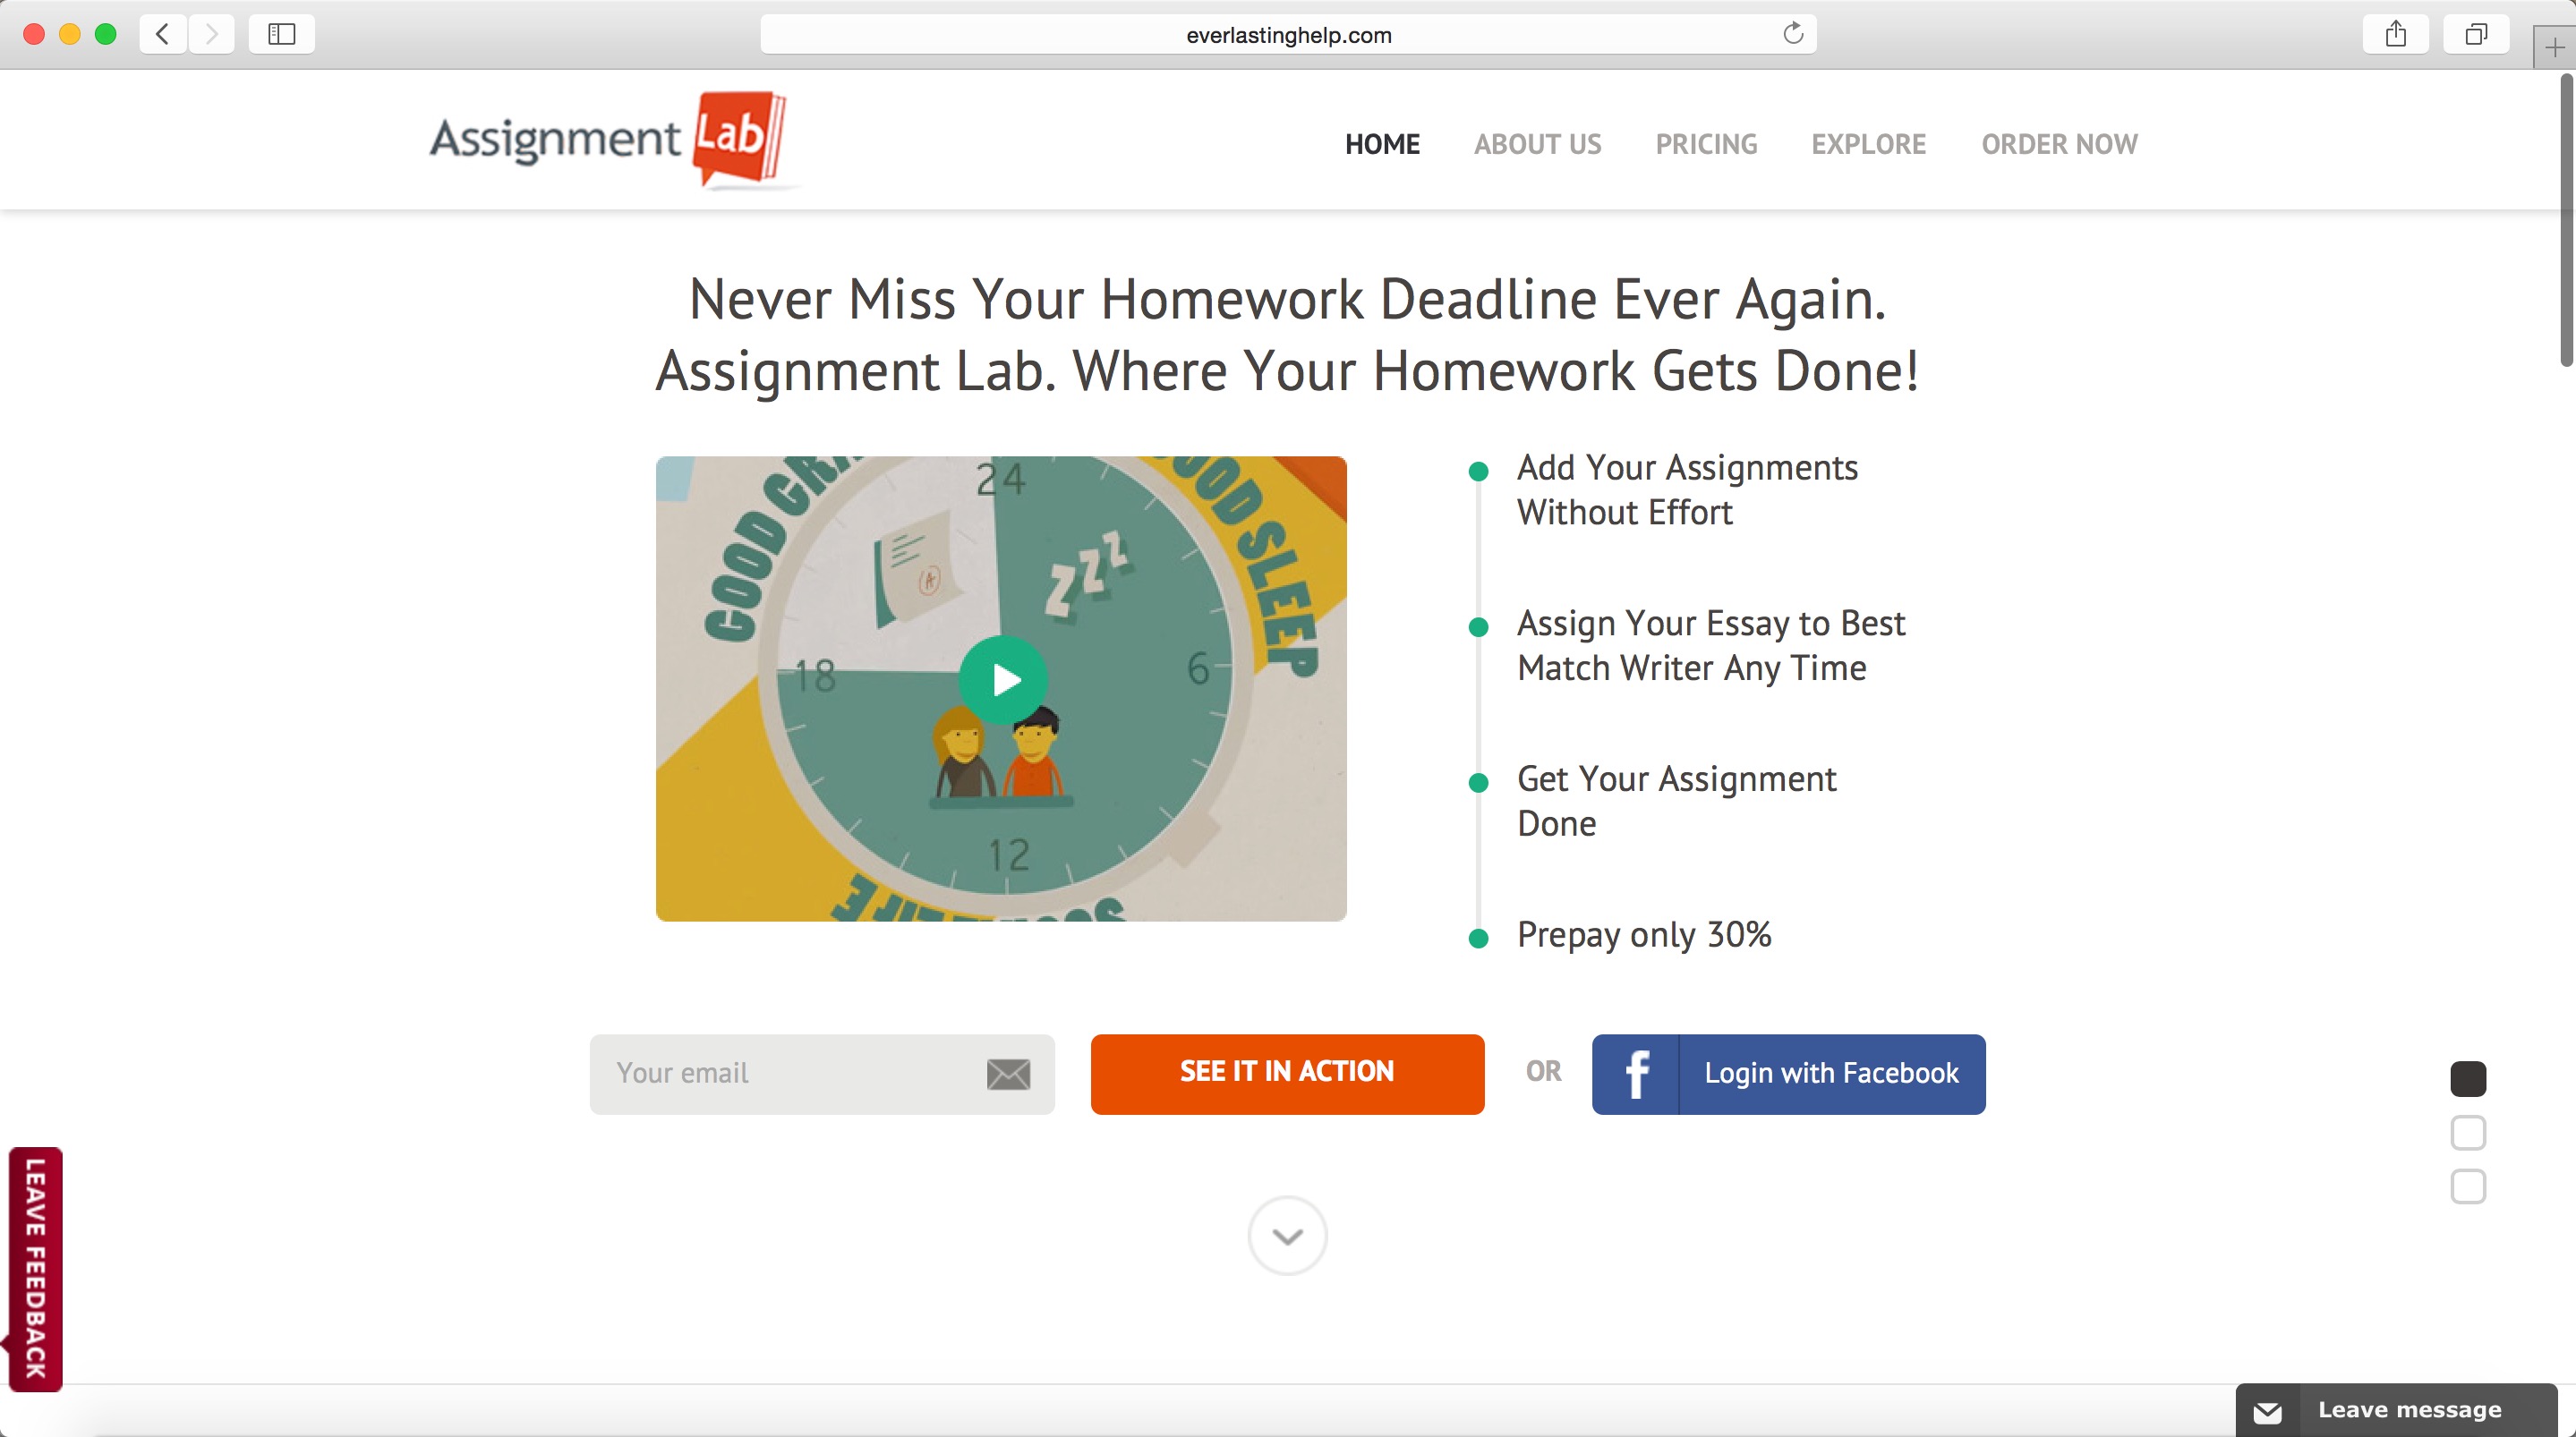 everlastinghelp.com
Assignment Lab
HOME ABOUT US PRICING EXPLORE ORDER NOW
Never Miss Your Homework Deadline Ever Again.
Assignment Lab. Where Your Homework Gets Done!
24
GOOD
GOOD SLEEP
A
ZZZ
18
6
12
Add Your Assignments
Without Effort
Assign Your Essay to Best
Match Writer Any Time
Get Your Assignment
Done
Prepay only 30%
Your email
SEE IT IN ACTION
OR
f Login with Facebook
LEAVE FEEDBACK
Leave message